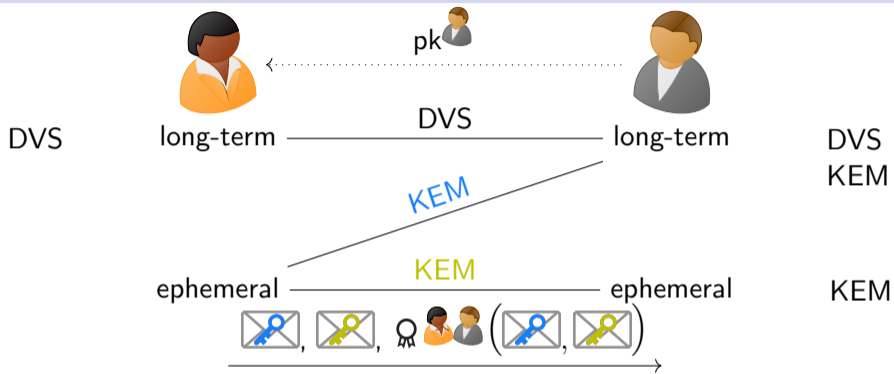 pk
DVS
DVS long-term long-term DVS
KEM
KEM
KEM
ephemeral ephemeral KEM
, , ( , )